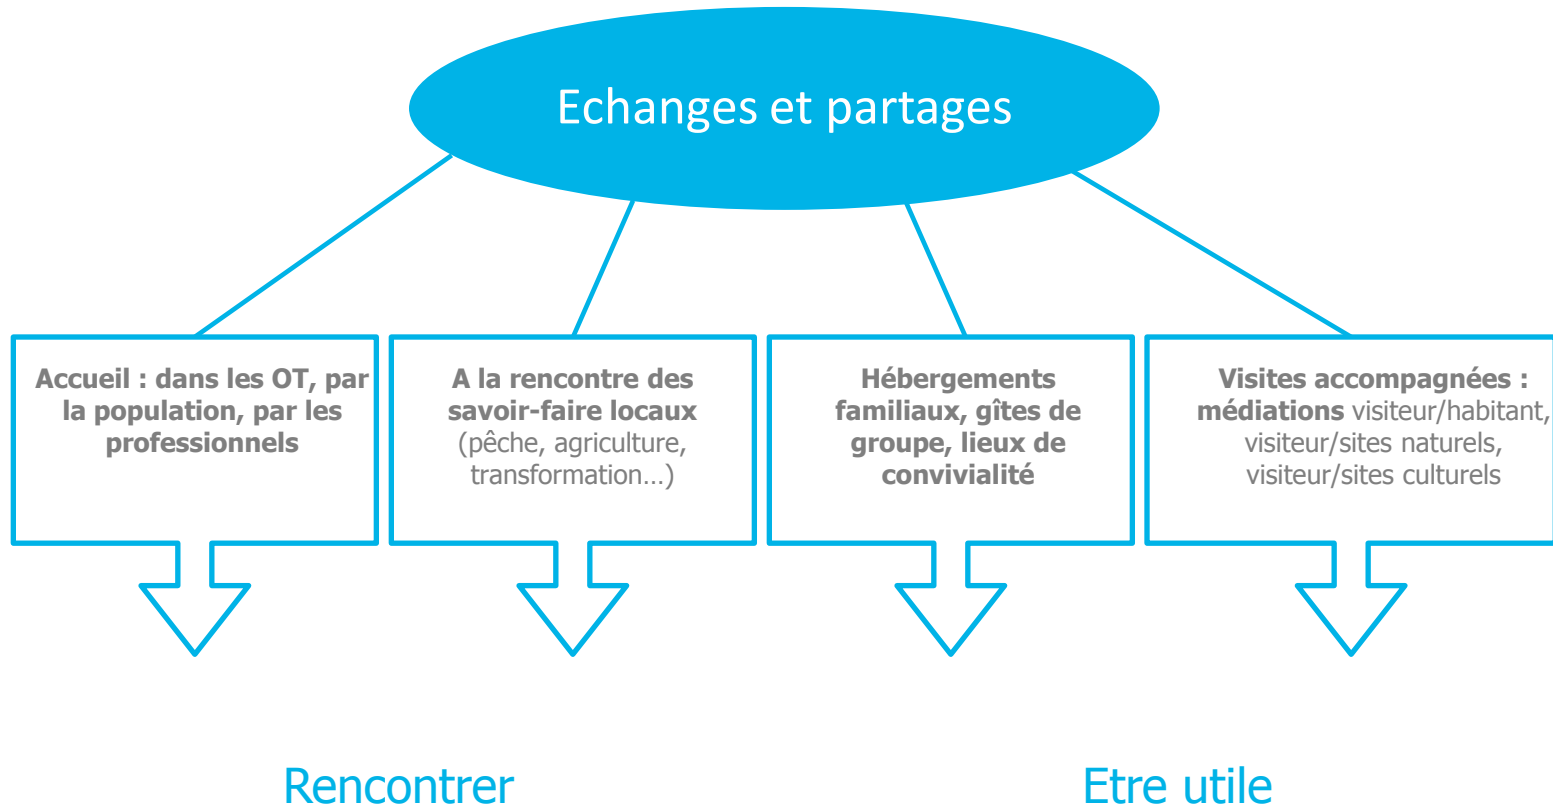 Echanges et partages
Accueil : dans les OT, par
la population, par les
professionnels
A la rencontre des
savoir-faire locaux
(pêche, agriculture,
transformation…)
Hébergements
familiaux, gîtes de
groupe, lieux de
convivialité
Visites accompagnées :
médiations visiteur/habitant,
visiteur/sites naturels,
visiteur/sites culturels
Rencontrer
Etre utile